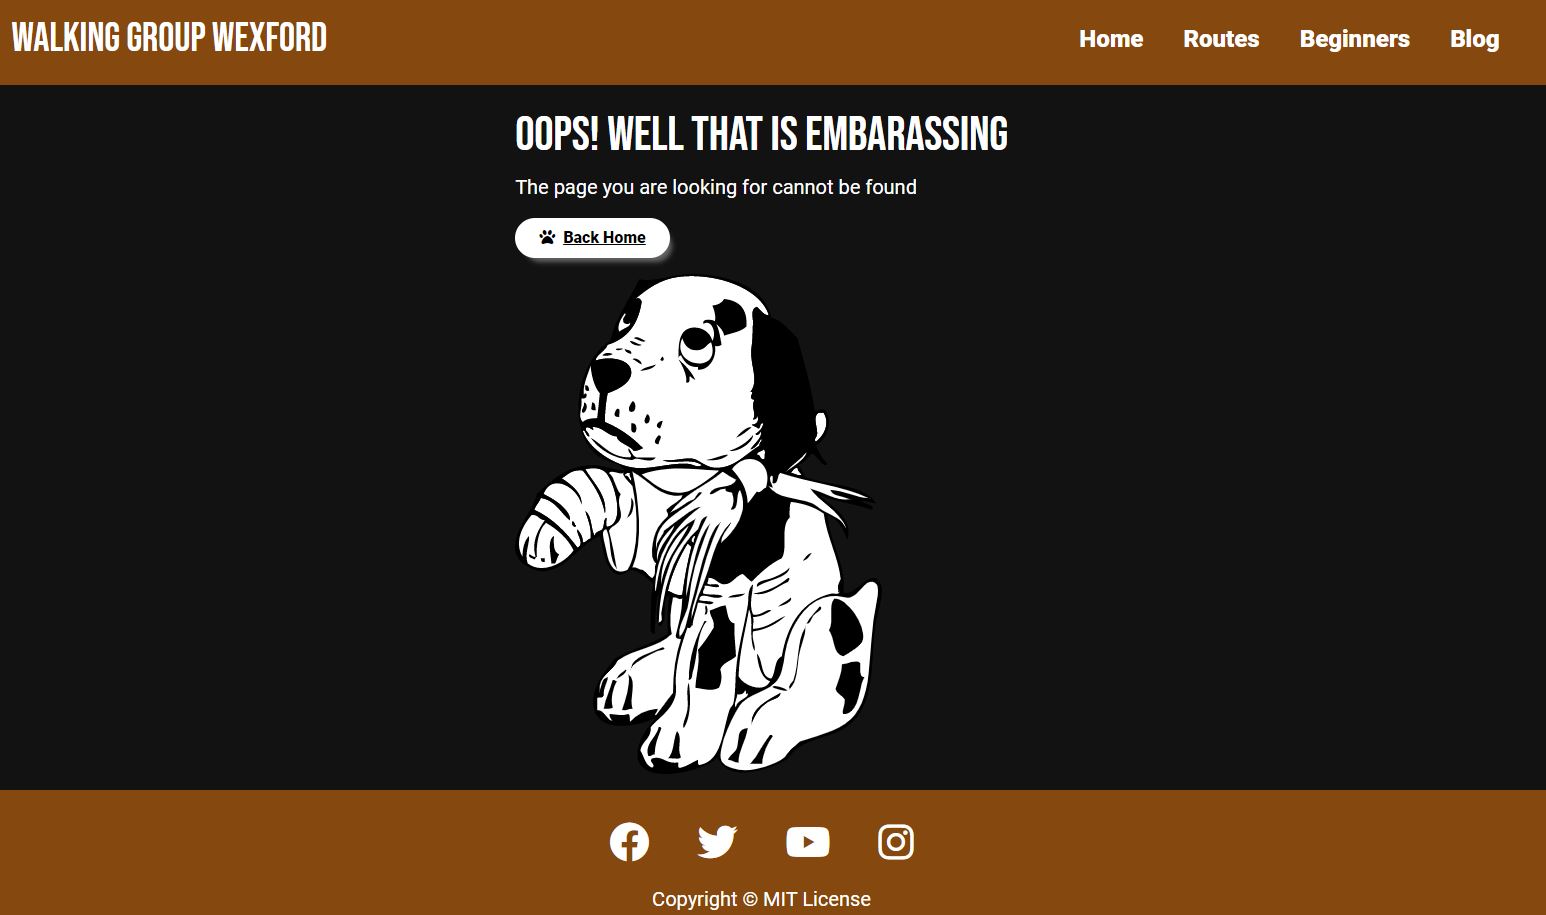 WALKING GROUP WEXFORD
Home Routes Beginners Blog
OOPS! WELL THAT IS EMBARASSING
The page you are looking for cannot be found
Back Home
Copyright © MIT License